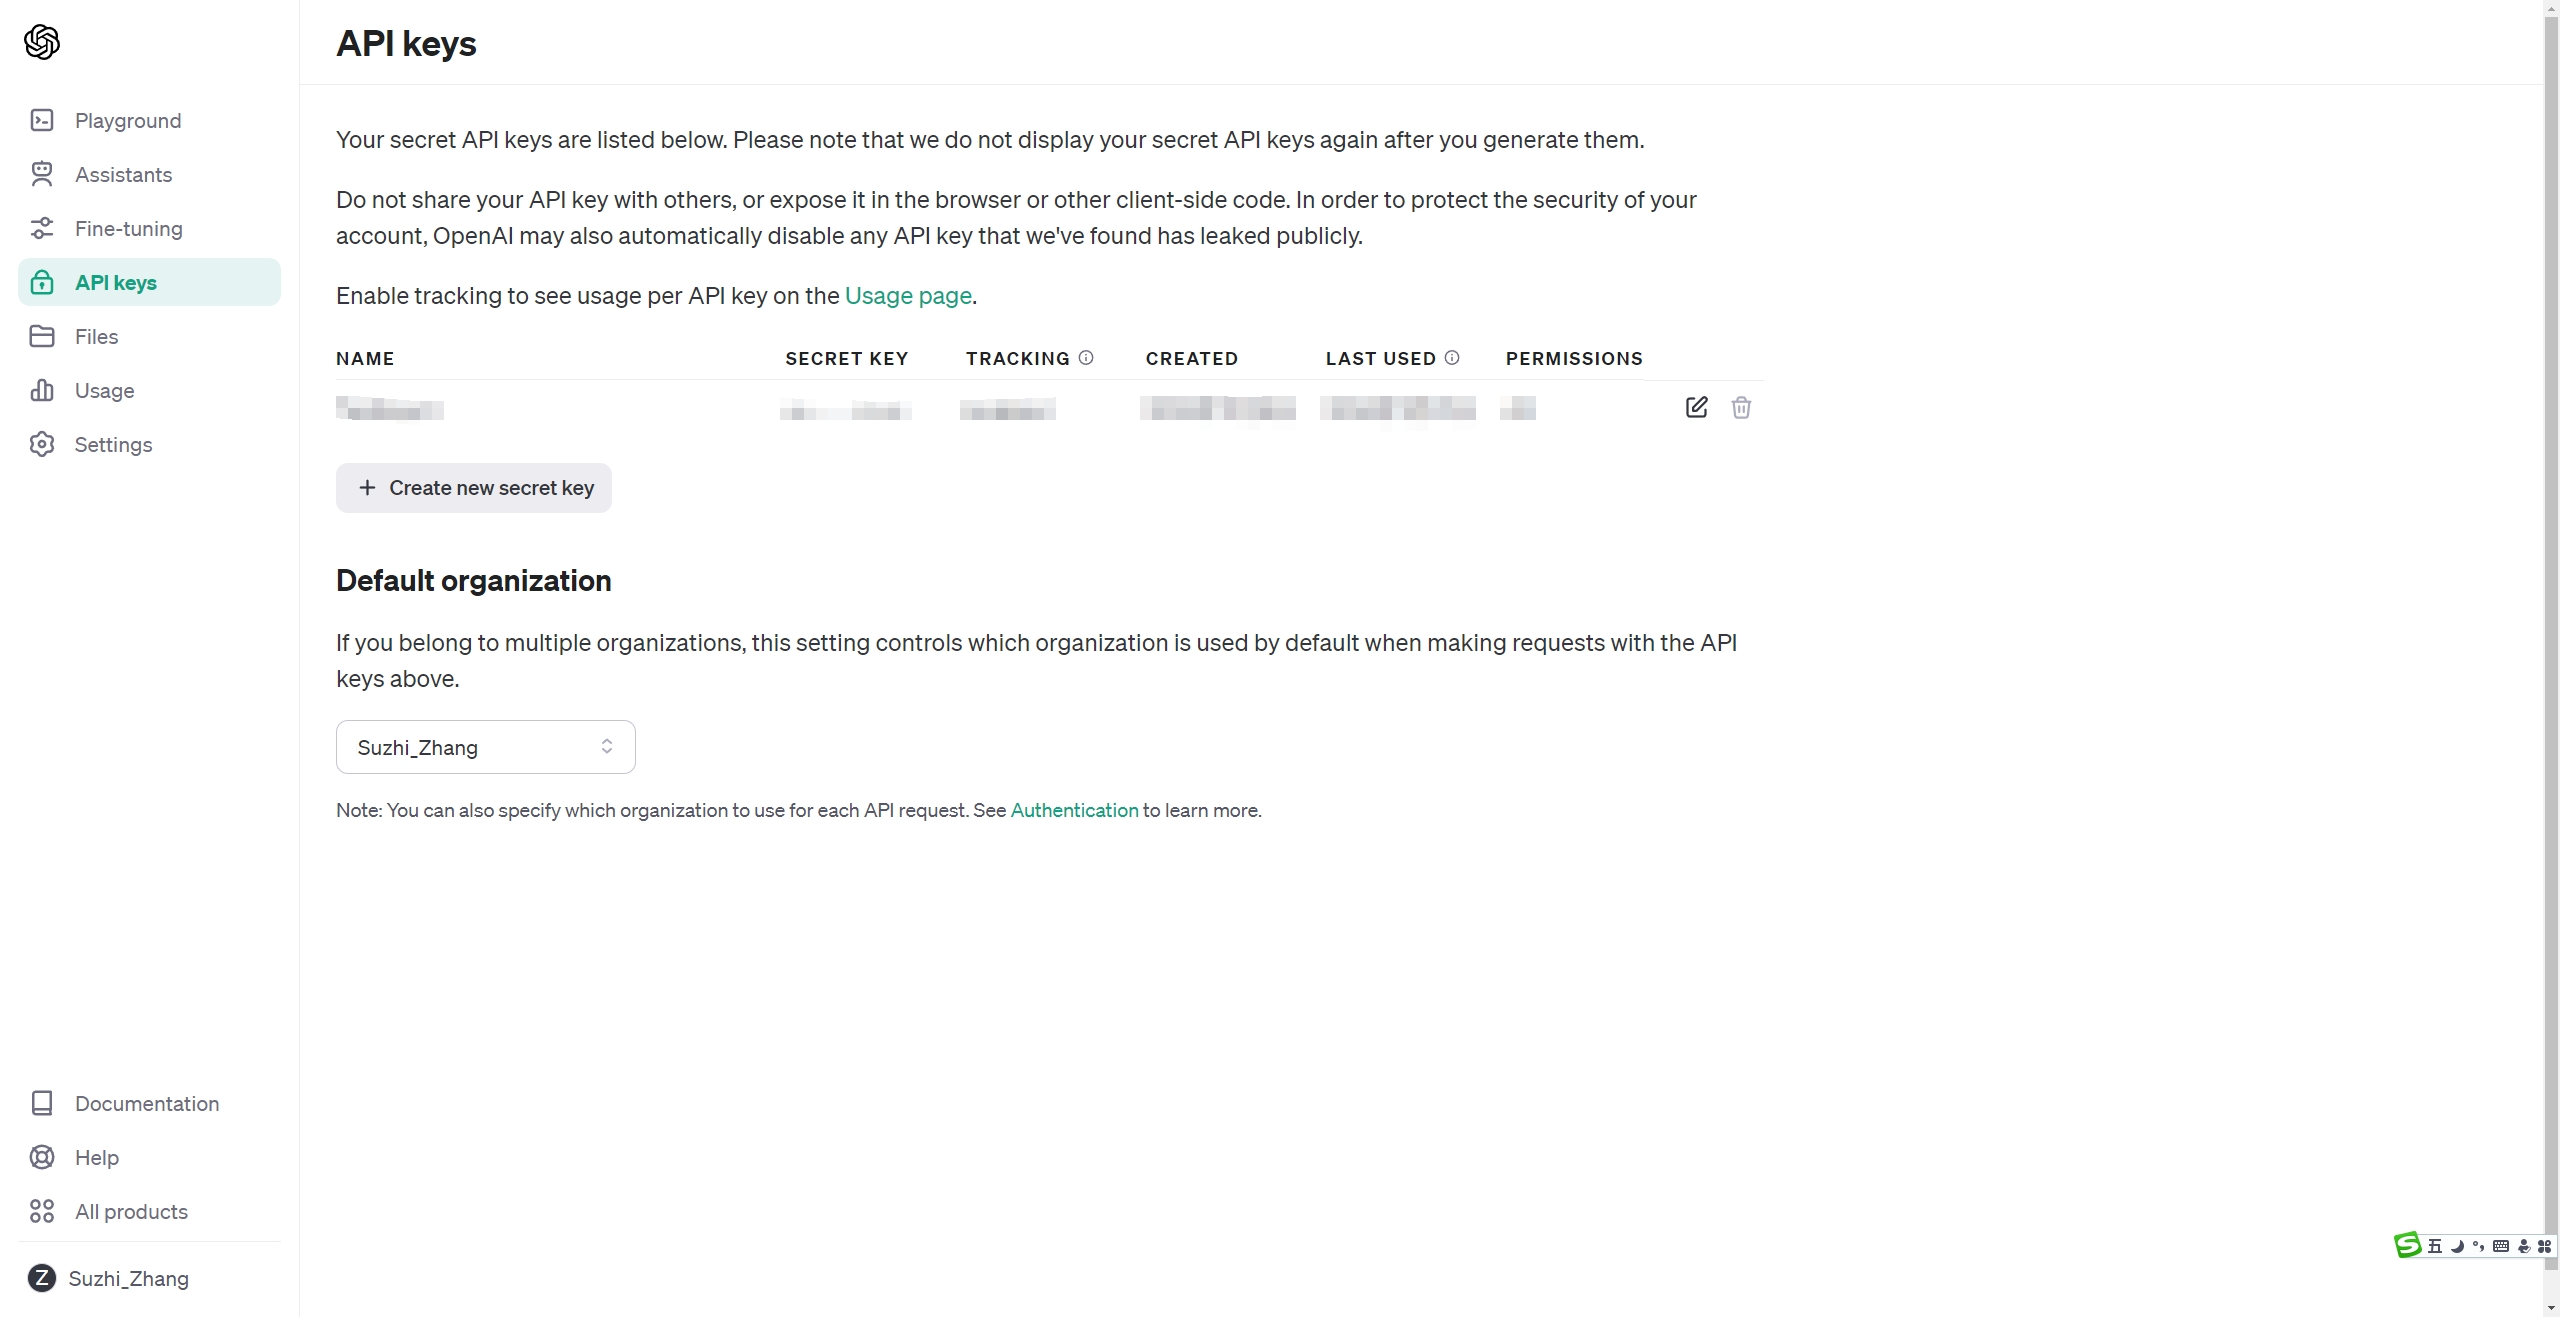 API keys
Playground
Assistants
Fine-tuning
API keys
Files
Usage
Settings
Your secret API keys are listed below. Please note that we do not display your secret API keys again after you generate them.
Do not share your API key with others, or expose it in the browser or other client-side code. In order to protect the security of your
account, OpenAI may also automatically disable any API key that we've found has leaked publicly.
Enable tracking to see usage per API key on the Usage page.
NAME SECRET KEY TRACKING CREATED LAST USED PERMISSIONS
Create new secret key
Default organization
If you belong to multiple organizations, this setting controls which organization is used by default when making requests with the API
keys above.
Suzhi_Zhang
Note: You can also specify which organization to use for each API request. See Authentication to learn more.
Documentation
Help
All products
Z Suzhi_Zhang
S 五